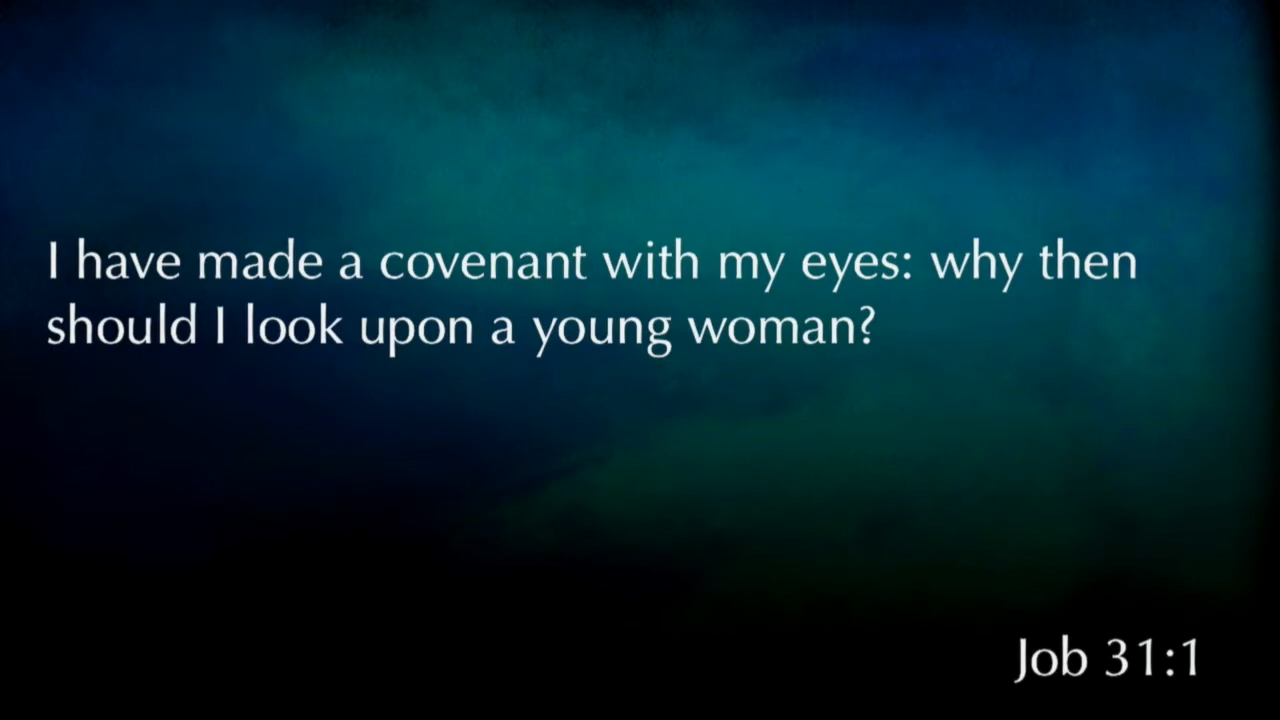 I have made a covenant with my eyes: why then
should I look upon a young woman?
Job 31:1